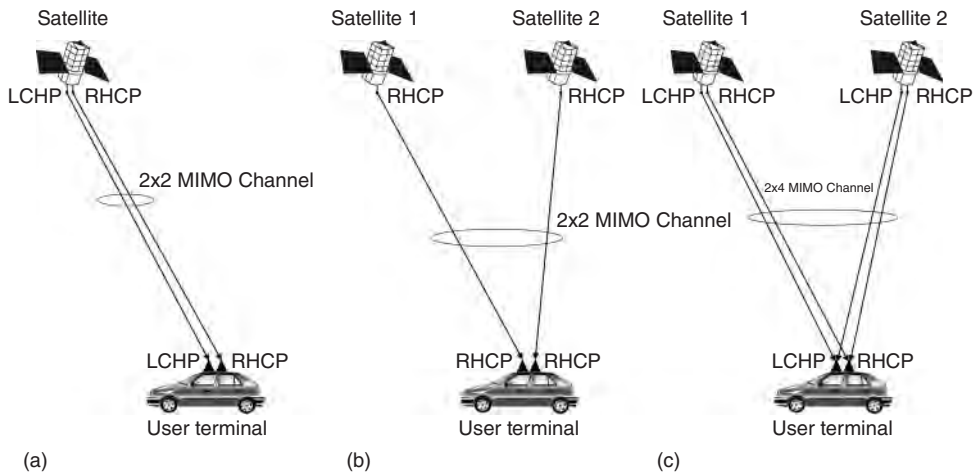 Satellite
LCHP RHCP
2x2 MIMO Channel
LCHP RHCP
User terminal
(a)
Satellite 1 Satellite 2
RHCP RHCP
2x2 MIMO Channel
RHCP RHCP
User terminal
(b)
Satellite 1 Satellite 2
LCHP RHCP LCHP RHCP
2x4 MIMO Channel
LCHP RHCP
User terminal
(c)